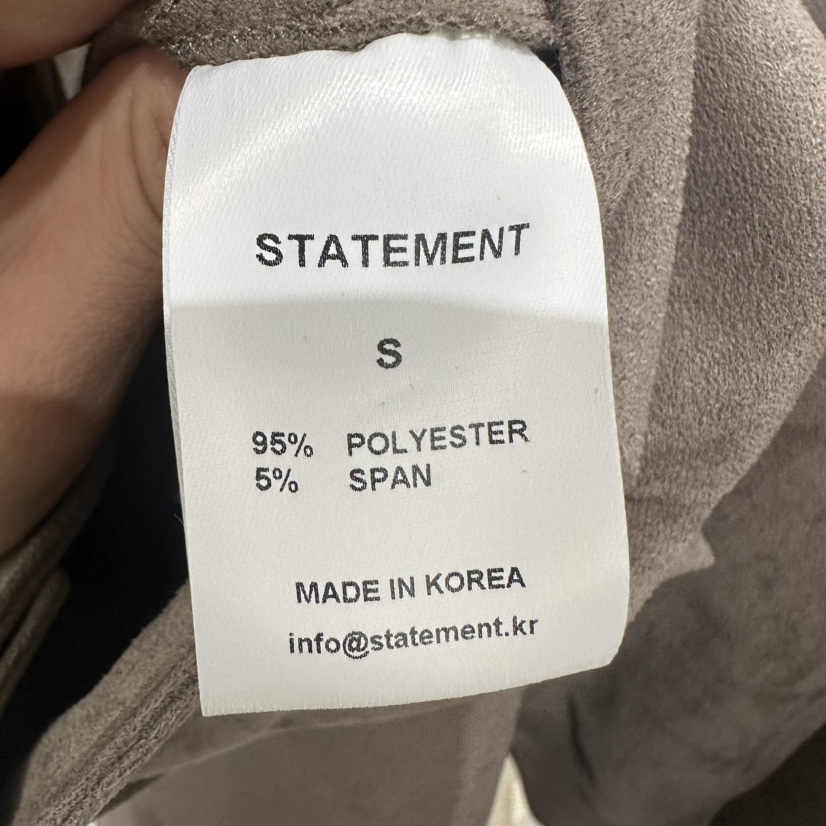 STATEMENT
S
95% POLYESTER
5% SPAN
MADE IN KOREA
info@statement.kr